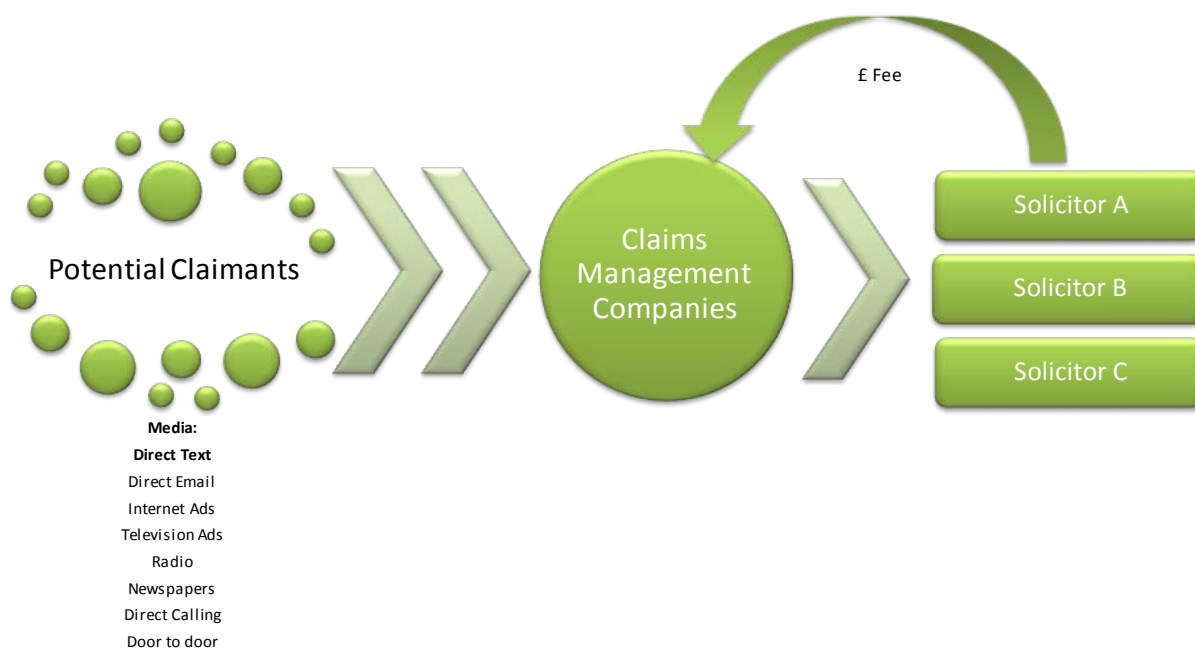 £ Fee
Potential Claimants
Claims
Management
Companies
Solicitor A
Solicitor B
Solicitor C
Media:
Direct Text
Direct Email
Internet Ads
Television Ads
Radio
Newspapers
Direct Calling
Door to door